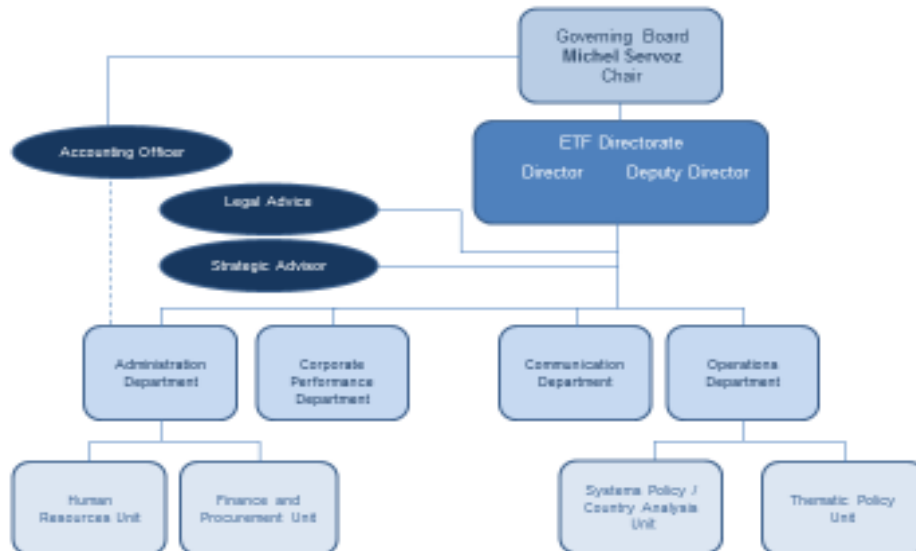 Governing Board
Michel Servoz
Chair
ETF Directorate
Director Deputy Director
Accounting Officer
Legal Advice
Strategic Advisor
Administration
Department
Corporate
Performance
Department
Communication
Department
Operations
Department
Human
Resources Unit
Finance and
Procurement Unit
Systems Policy /
Country Analysis
Unit
Thematic Policy
Unit